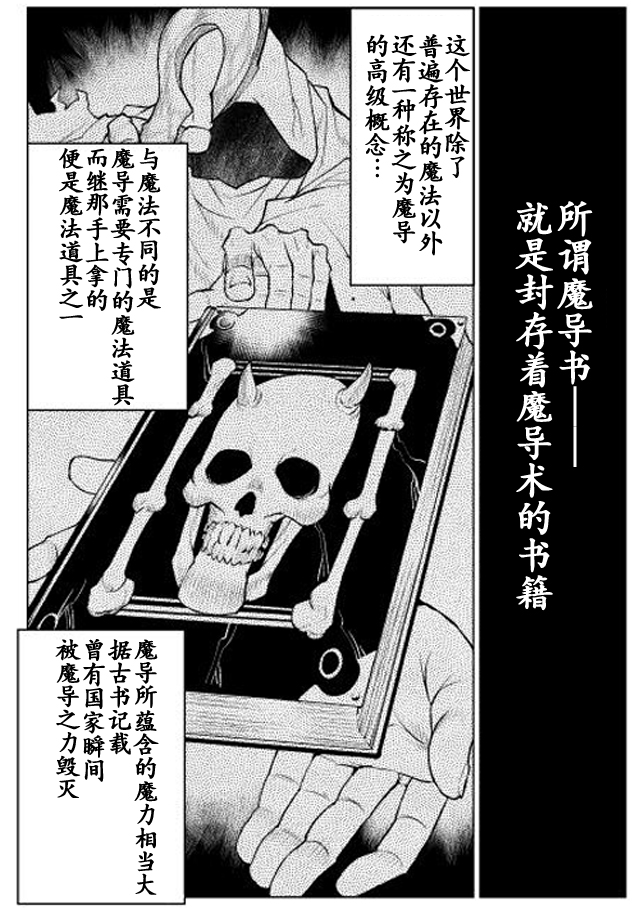 所谓魔导书——
就是封存着魔导术的书籍
这个世界除了
普遍存在的魔法以外
还有一种称之为魔导
的高级概念…
与魔法不同的是
魔导需要专门的魔法道具
而继那手上拿的
便是魔法道具之一
魔导所蕴含的魔力相当大
据古书记载
曾有国家瞬间
被魔导之力毁灭